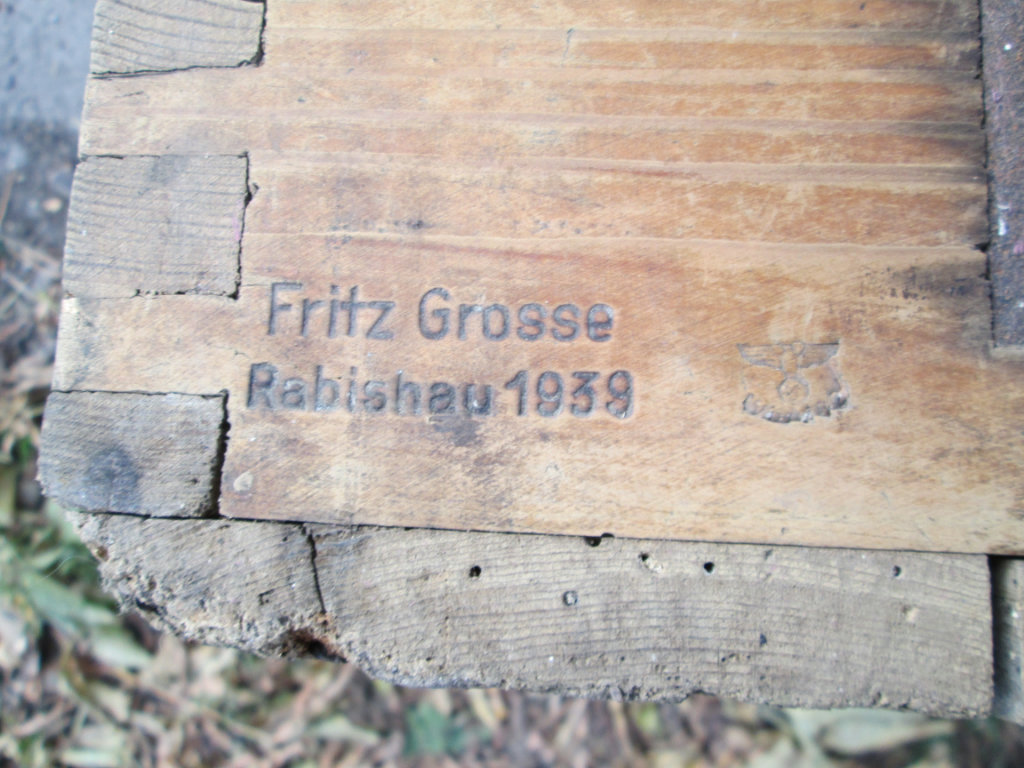 Fritz Grosse
Rabishau 1939